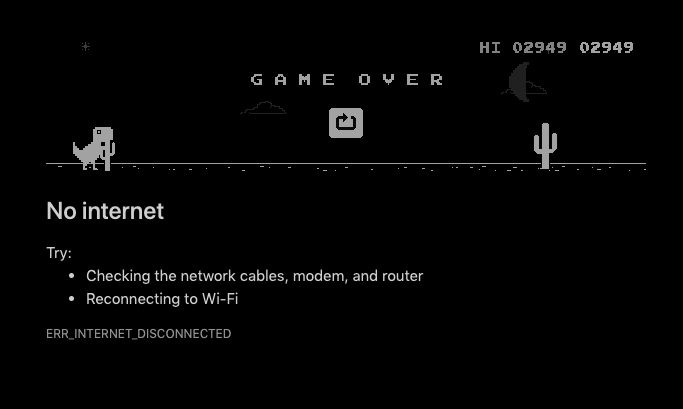 HI 02949 02949
GAME OVER
No internet
Try:
• Checking the network cables, modem, and router
• Reconnecting to Wi-Fi
ERR_INTERNET_DISCONNECTED